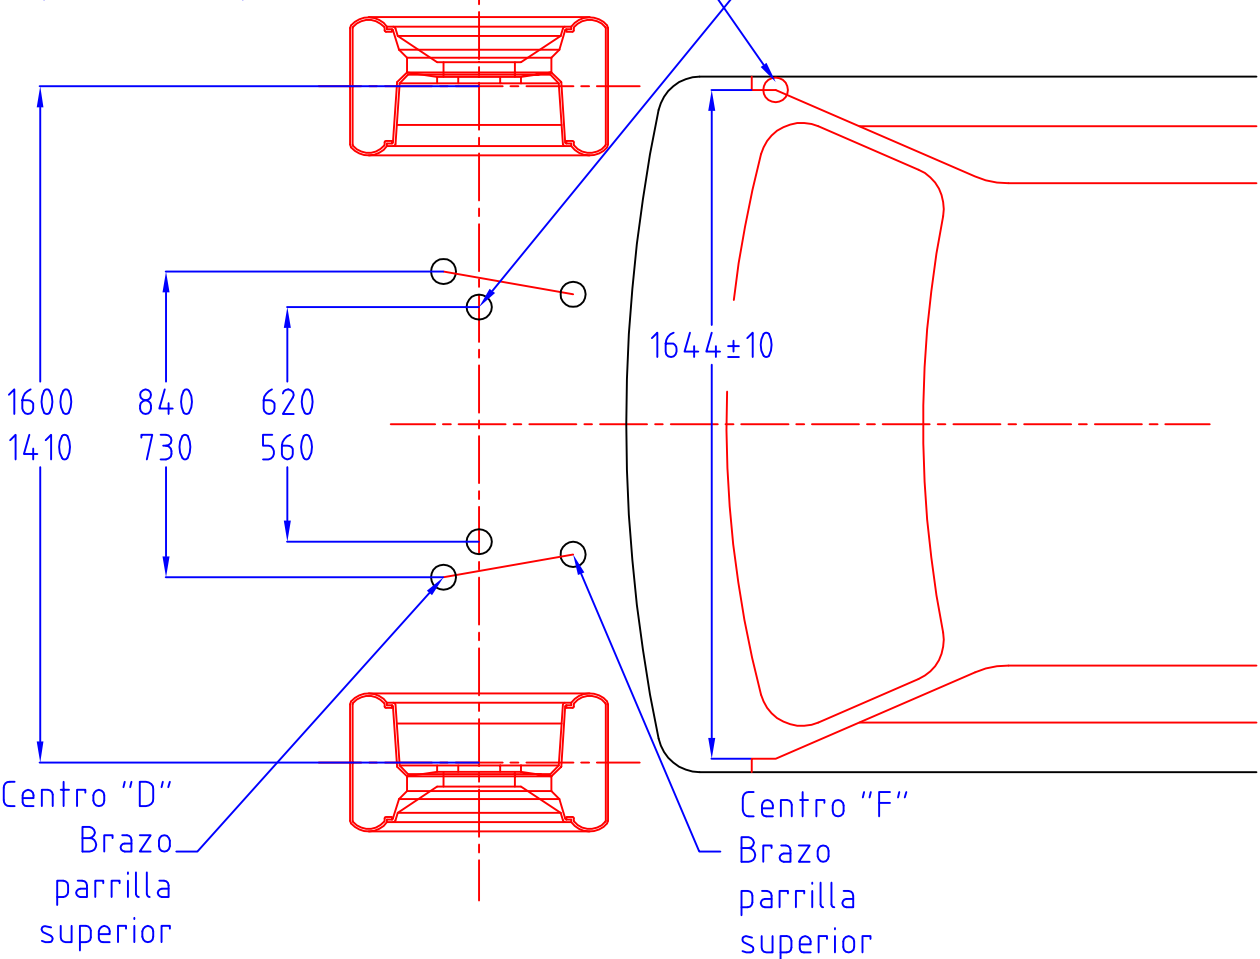 1644±10
1600
1410
840
730
620
560
Centro "D"
Brazo
parrilla
superior
Centro "F"
Brazo
parrilla
superior